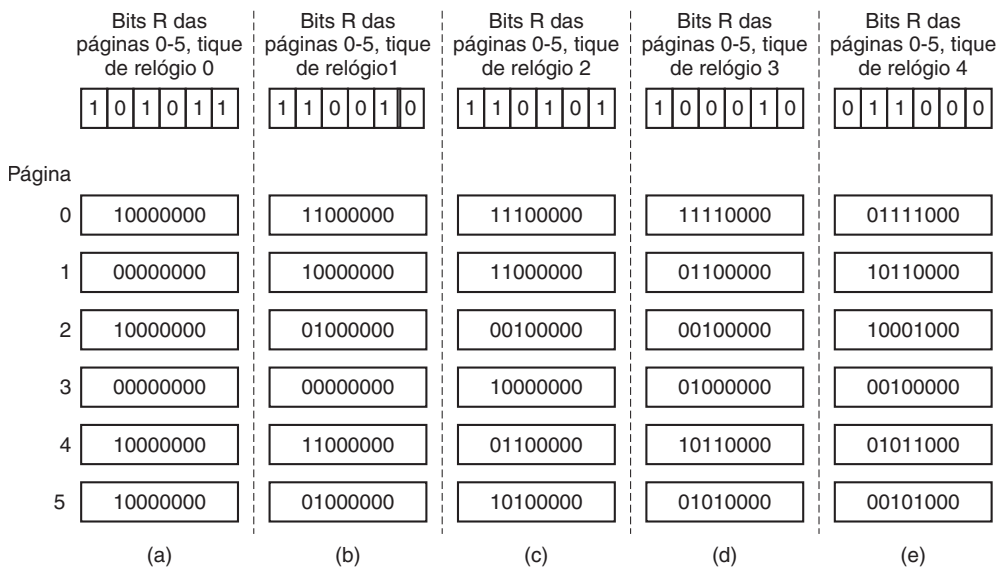 Bits R das páginas 0-5, tique de relógio 0
Bits R das páginas 0-5, tique de relógio1
Bits R das páginas 0-5, tique de relógio 2
Bits R das páginas 0-5, tique de relógio 3
Bits R das páginas 0-5, tique de relógio 4
1 0 1 0 1 1
1 1 0 0 1 0
1 1 0 1 0 1
1 0 0 0 1 0
0 1 1 0 0 0
Página
0 10000000 11000000 11100000 11110000 01111000
1 00000000 10000000 11000000 01100000 10110000
2 10000000 01000000 00100000 00100000 10001000
3 00000000 00000000 10000000 01000000 00100000
4 10000000 11000000 01100000 10110000 01011000
5 10000000 01000000 10100000 01010000 00101000
(a) (b) (c) (d) (e)